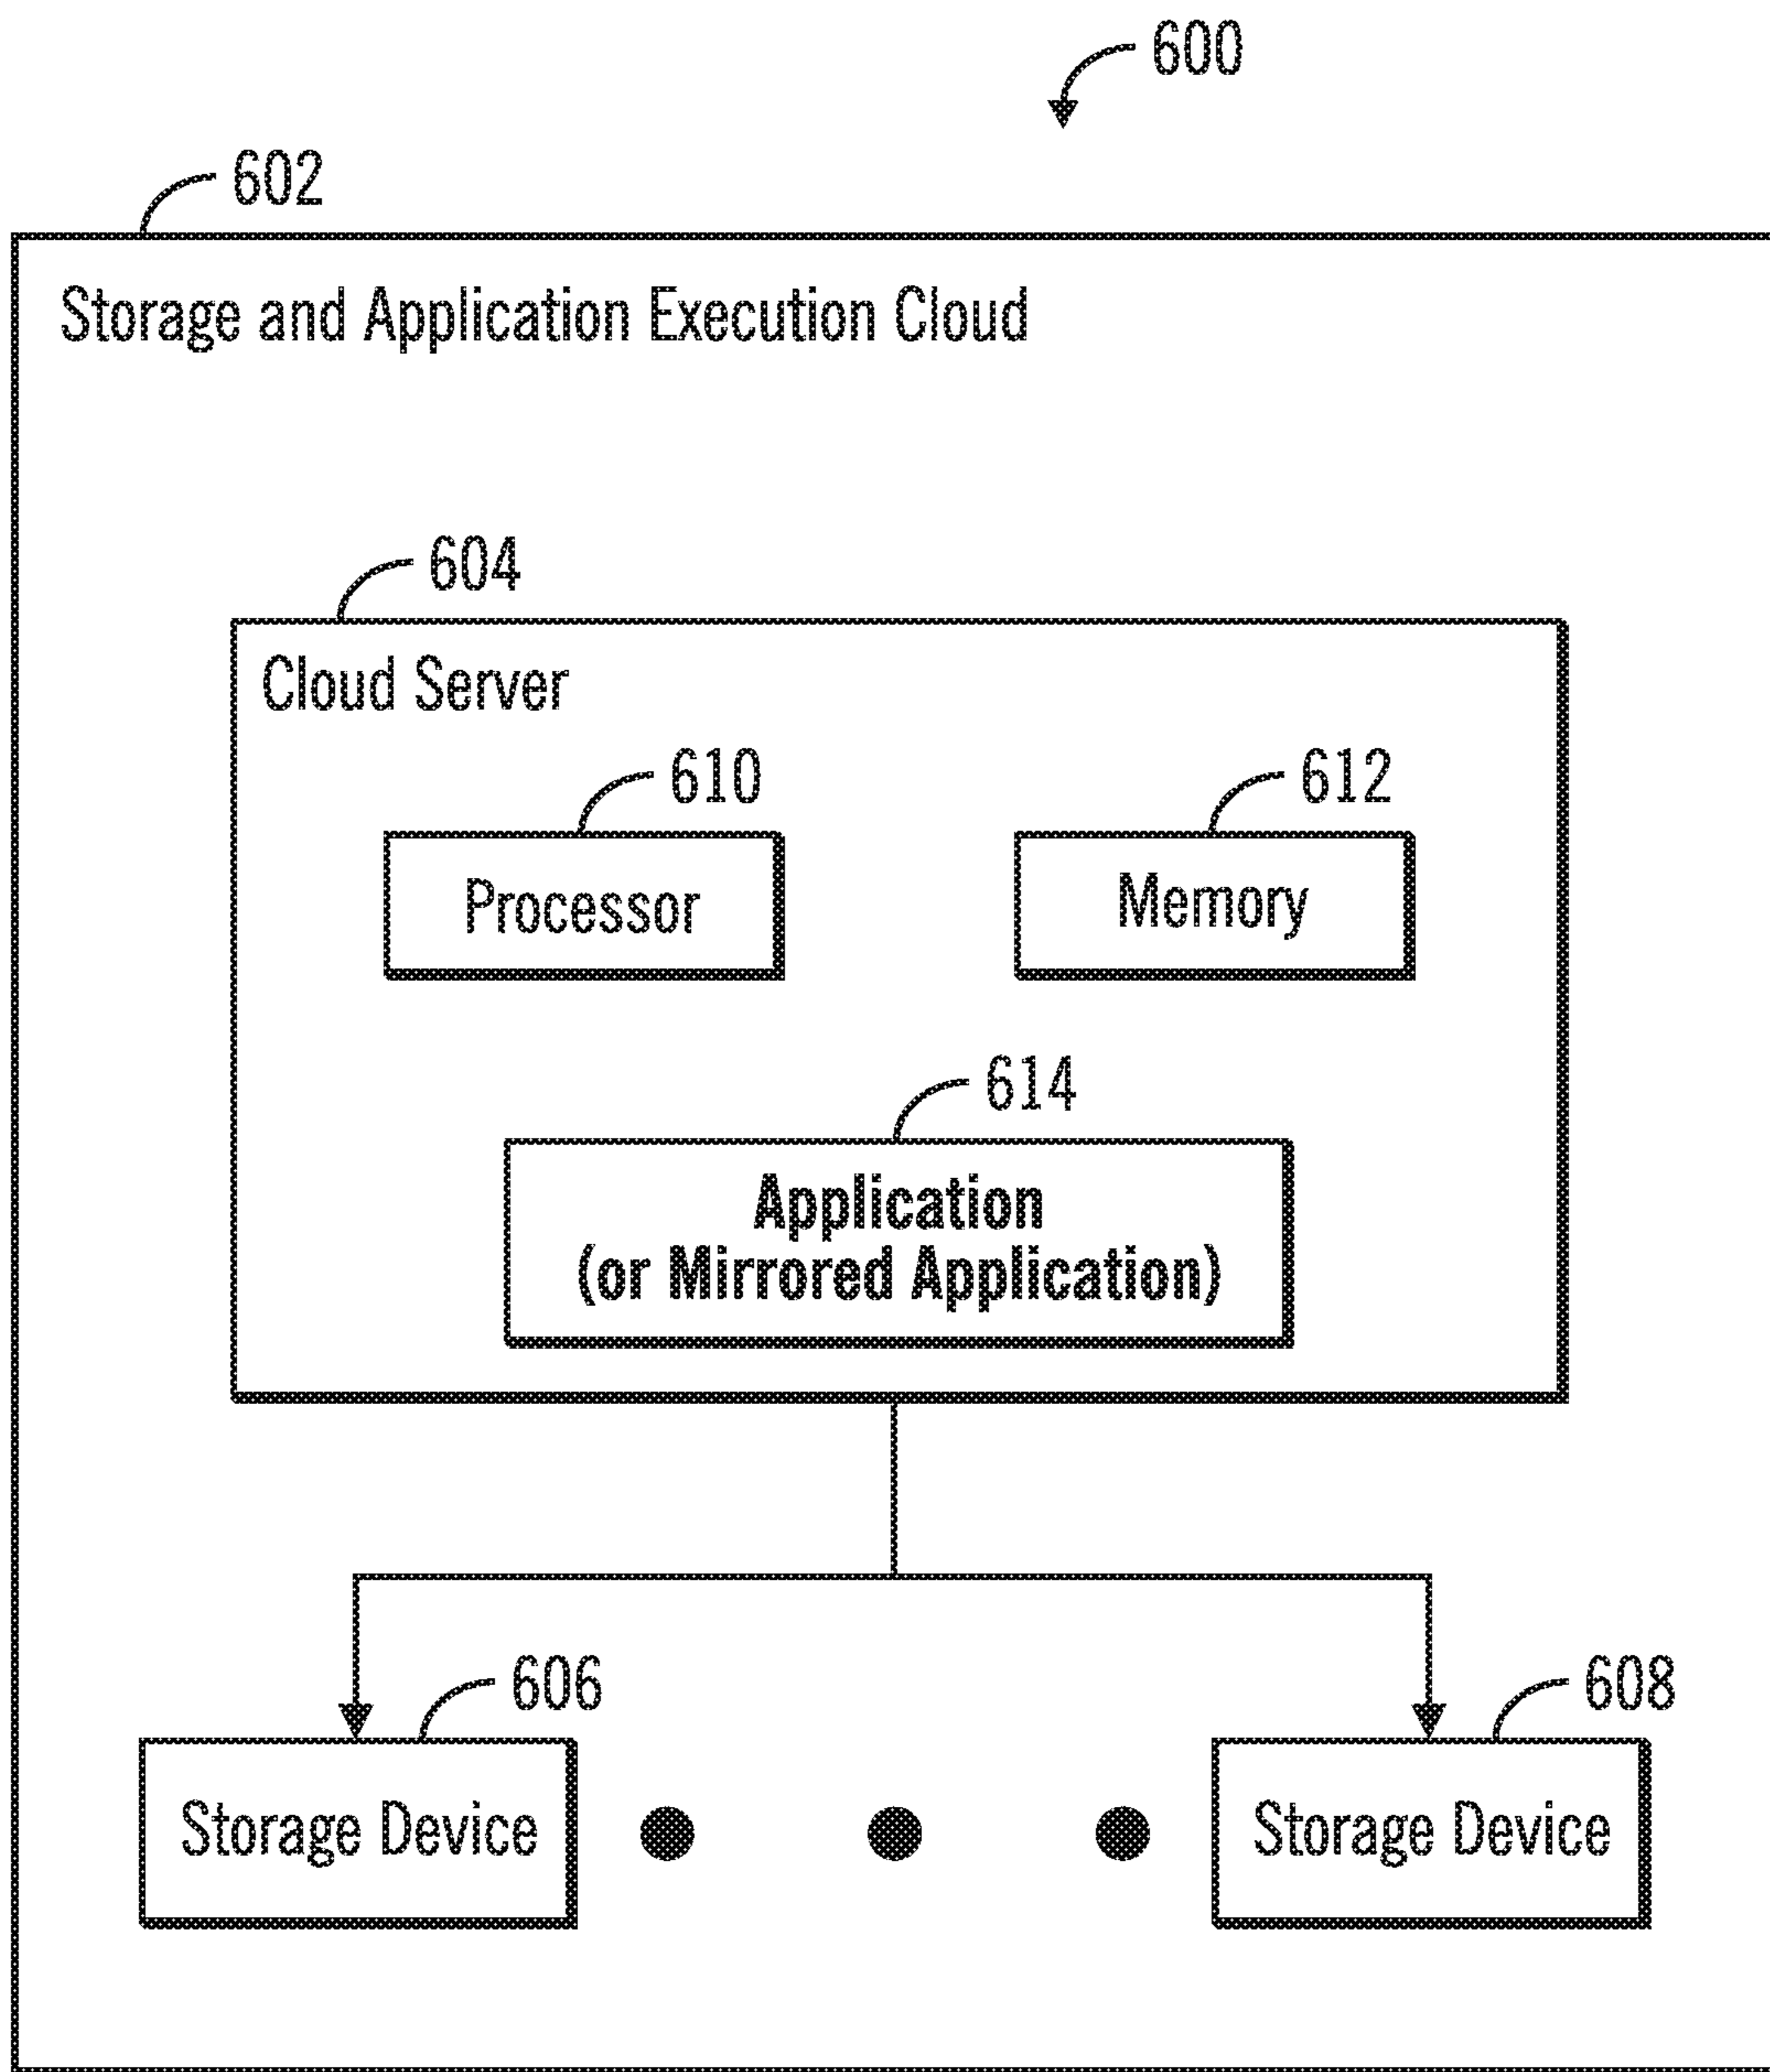 600
602
Storage and Application Execution Cloud
604
Cloud Server
610
612
Processor
Memory
614
Application
(or Mirrored Application)
606
608
Storage Device
Storage Device